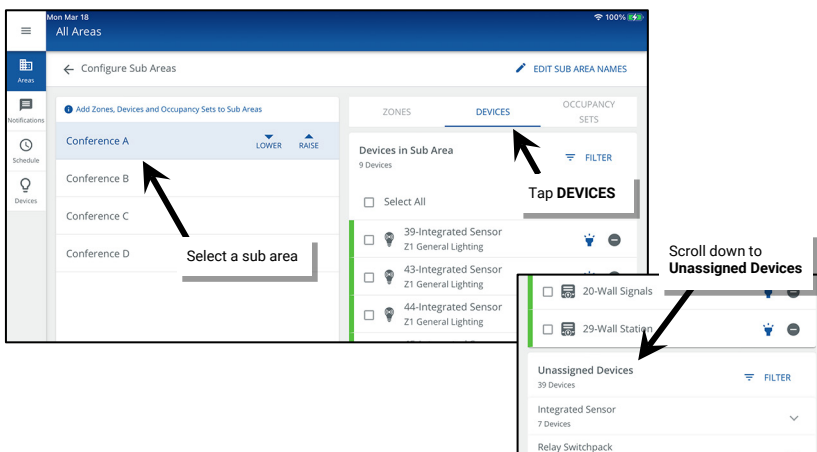 Mon Mar 18
100%
All Areas
Areas
Notifications
Schedule
Devices
Configure Sub Areas
EDIT SUB AREA NAMES
Add Zones, Devices and Occupancy Sets to Sub Areas
Conference A
LOWER
RAISE
Conference B
Conference C
Conference D
Select a sub area
ZONES
DEVICES
OCCUPANCY
SETS
Devices in Sub Area
9 Devices
FILTER
Tap DEVICES
Select All
39-Integrated Sensor
Z1 General Lighting
43-Integrated Sensor
Z1 General Lighting
44-Integrated Sensor
Z1 General Lighting
Scroll down to
Unassigned Devices
20-Wall Signals
29-Wall Station
Unassigned Devices
39 Devices
FILTER
Integrated Sensor
7 Devices
Relay Switchpack